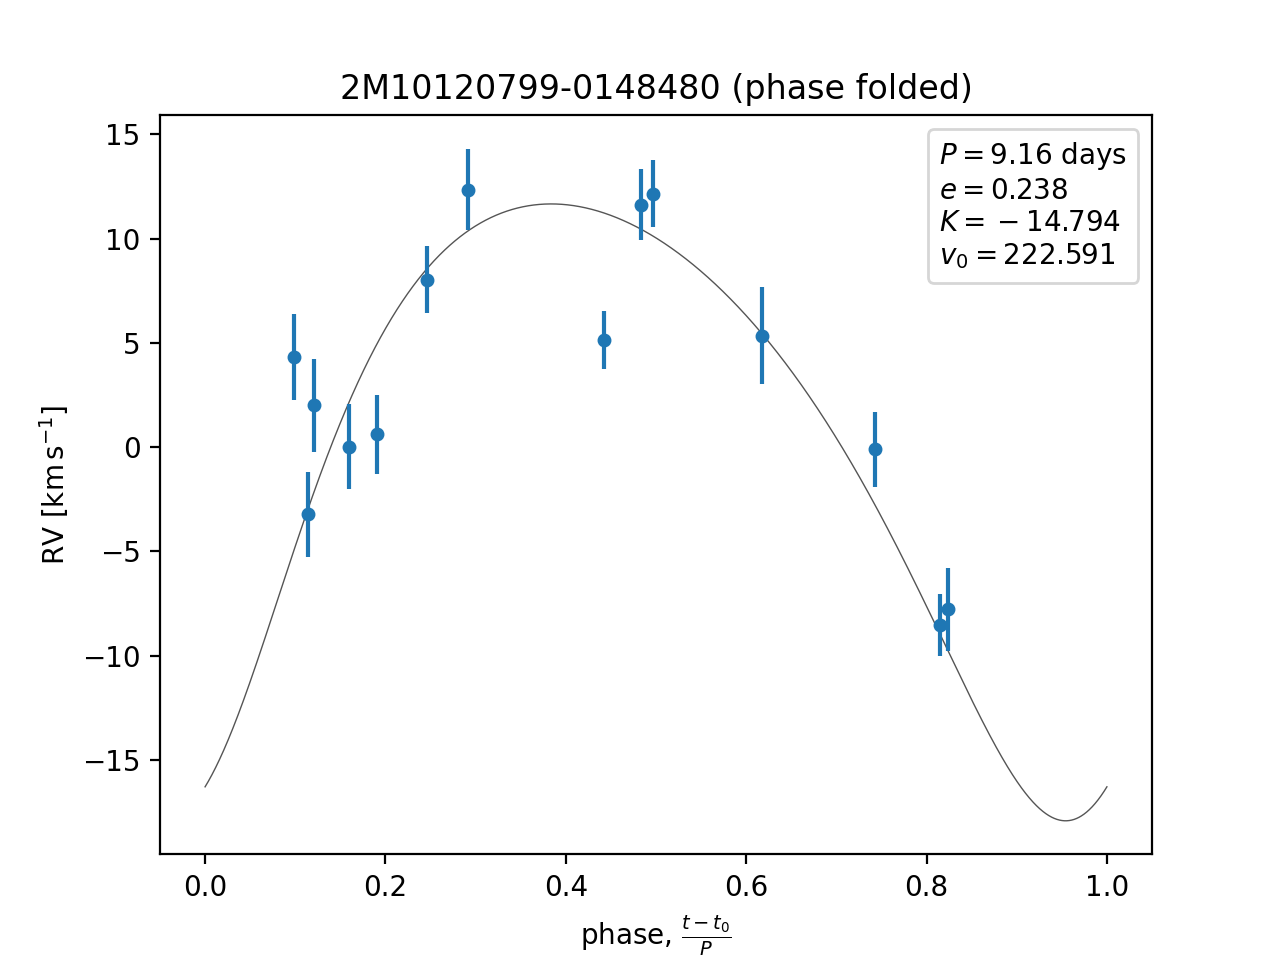 2M10120799-0148480 (phase folded)
P = 9.16 days
e = 0.238
K = −14.794
v₀ = 222.591
15
10
5
0
−5
−10
−15
RV [km s⁻¹]
0.0 0.2 0.4 0.6 0.8 1.0
phase, (t − t₀)/P